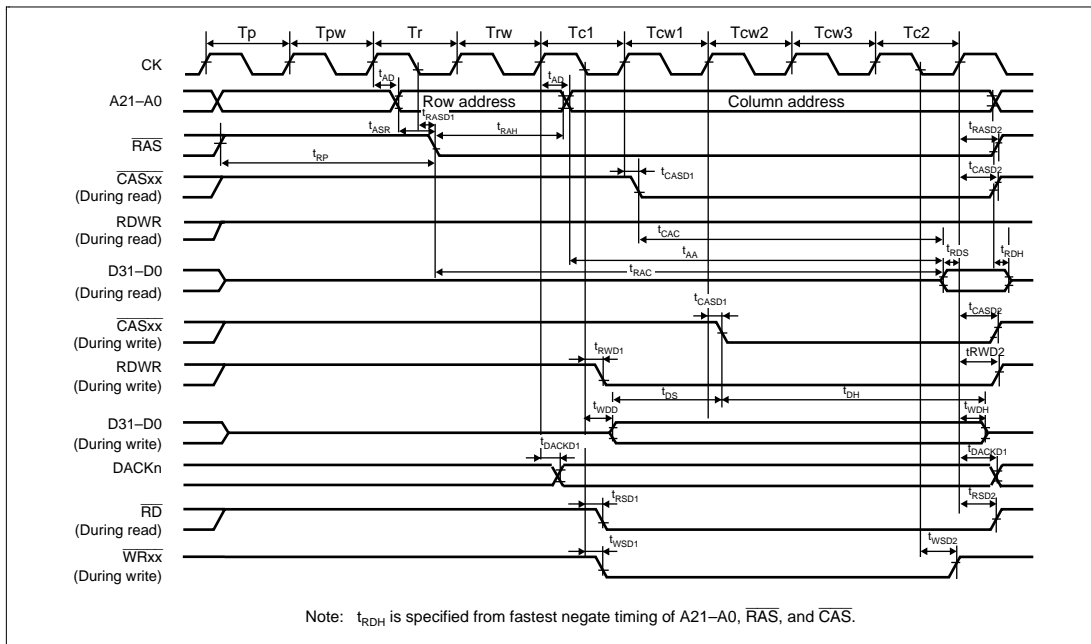 Tp Tpw Tr Trw Tc1 Tcw1 Tcw2 Tcw3 Tc2
CK
tAD tAD
A21–A0 Row address Column address
tRASD1
tASR tRAH tRASD2
RAS
tRP
CASxx tCASD1 tCASD2
(During read)
RDWR
(During read) tCAC
tAA tRDS tRDH
D31–D0 tRAC
(During read)
tCASD1
CASxx tCASD2
(During write)
tRWD1 tRWD2
RDWR
(During write)
tDS tDH
tWDD tWDH
D31–D0
(During write)
tDACKD1 tDACKD1
DACKn
tRSD1 tRSD2
RD
(During read)
tWSD1 tWSD2
WRxx
(During write)
Note: tRDH is specified from fastest negate timing of A21–A0, RAS, and CAS.